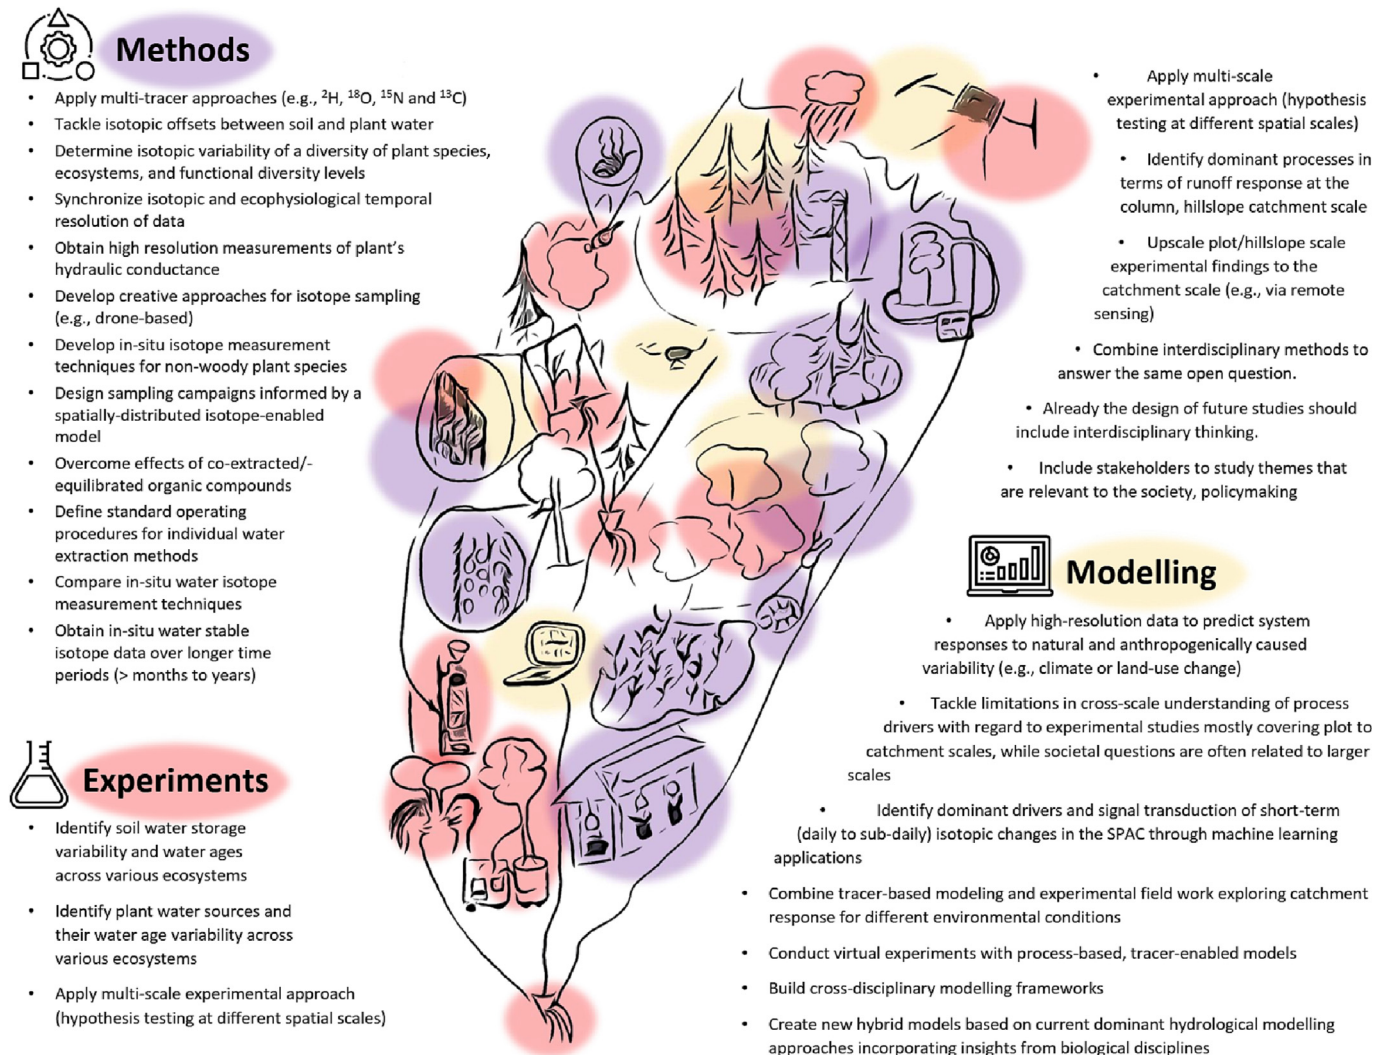 Methods
• Apply multi-tracer approaches (e.g., ²H, ¹⁸O, ¹⁵N and ¹³C)
• Tackle isotopic offsets between soil and plant water
• Determine isotopic variability of a diversity of plant species,
ecosystems, and functional diversity levels
• Synchronize isotopic and ecophysiological temporal
resolution of data
• Obtain high resolution measurements of plant's
hydraulic conductance
• Develop creative approaches for isotope sampling
(e.g., drone-based)
• Develop in-situ isotope measurement
techniques for non-woody plant species
• Design sampling campaigns informed by a
spatially-distributed isotope-enabled
model
• Overcome effects of co-extracted/-
equilibrated organic compounds
• Define standard operating
procedures for individual water
extraction methods
• Compare in-situ water isotope
measurement techniques
• Obtain in-situ water stable
isotope data over longer time
periods (> months to years)
Experiments
• Identify soil water storage
variability and water ages
across various ecosystems
• Identify plant water sources and
their water age variability across
various ecosystems
• Apply multi-scale experimental approach
(hypothesis testing at different spatial scales)
• Apply multi-scale
experimental approach (hypothesis
testing at different spatial scales)
• Identify dominant processes in
terms of runoff response at the
column, hillslope catchment scale
• Upscale plot/hillslope scale
experimental findings to the
catchment scale (e.g., via remote
sensing)
• Combine interdisciplinary methods to
answer the same open question.
• Already the design of future studies should
include interdisciplinary thinking.
• Include stakeholders to study themes that
are relevant to the society, policymaking
Modelling
• Apply high-resolution data to predict system
responses to natural and anthropogenically caused
variability (e.g., climate or land-use change)
• Tackle limitations in cross-scale understanding of process
drivers with regard to experimental studies mostly covering plot to
catchment scales, while societal questions are often related to larger
scales
• Identify dominant drivers and signal transduction of short-term
(daily to sub-daily) isotopic changes in the SPAC through machine learning
applications
• Combine tracer-based modeling and experimental field work exploring catchment
response for different environmental conditions
• Conduct virtual experiments with process-based, tracer-enabled models
• Build cross-disciplinary modelling frameworks
• Create new hybrid models based on current dominant hydrological modelling
approaches incorporating insights from biological disciplines